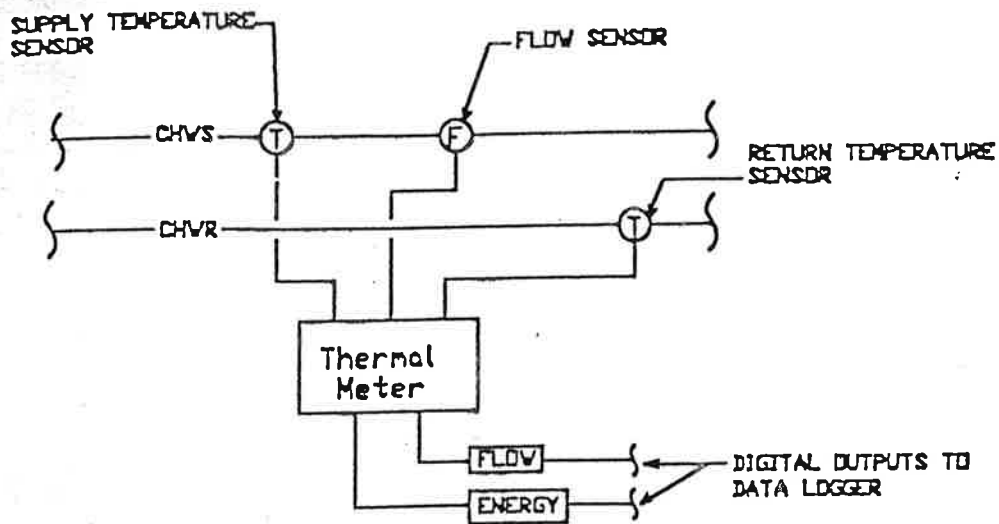 SUPPLY TEMPERATURE
SENSOR
FLOW SENSOR
CHWS
T
F
RETURN TEMPERATURE
SENSOR
CHWR
T
Thermal
Meter
FLOW
ENERGY
DIGITAL OUTPUTS TO
DATA LOGGER